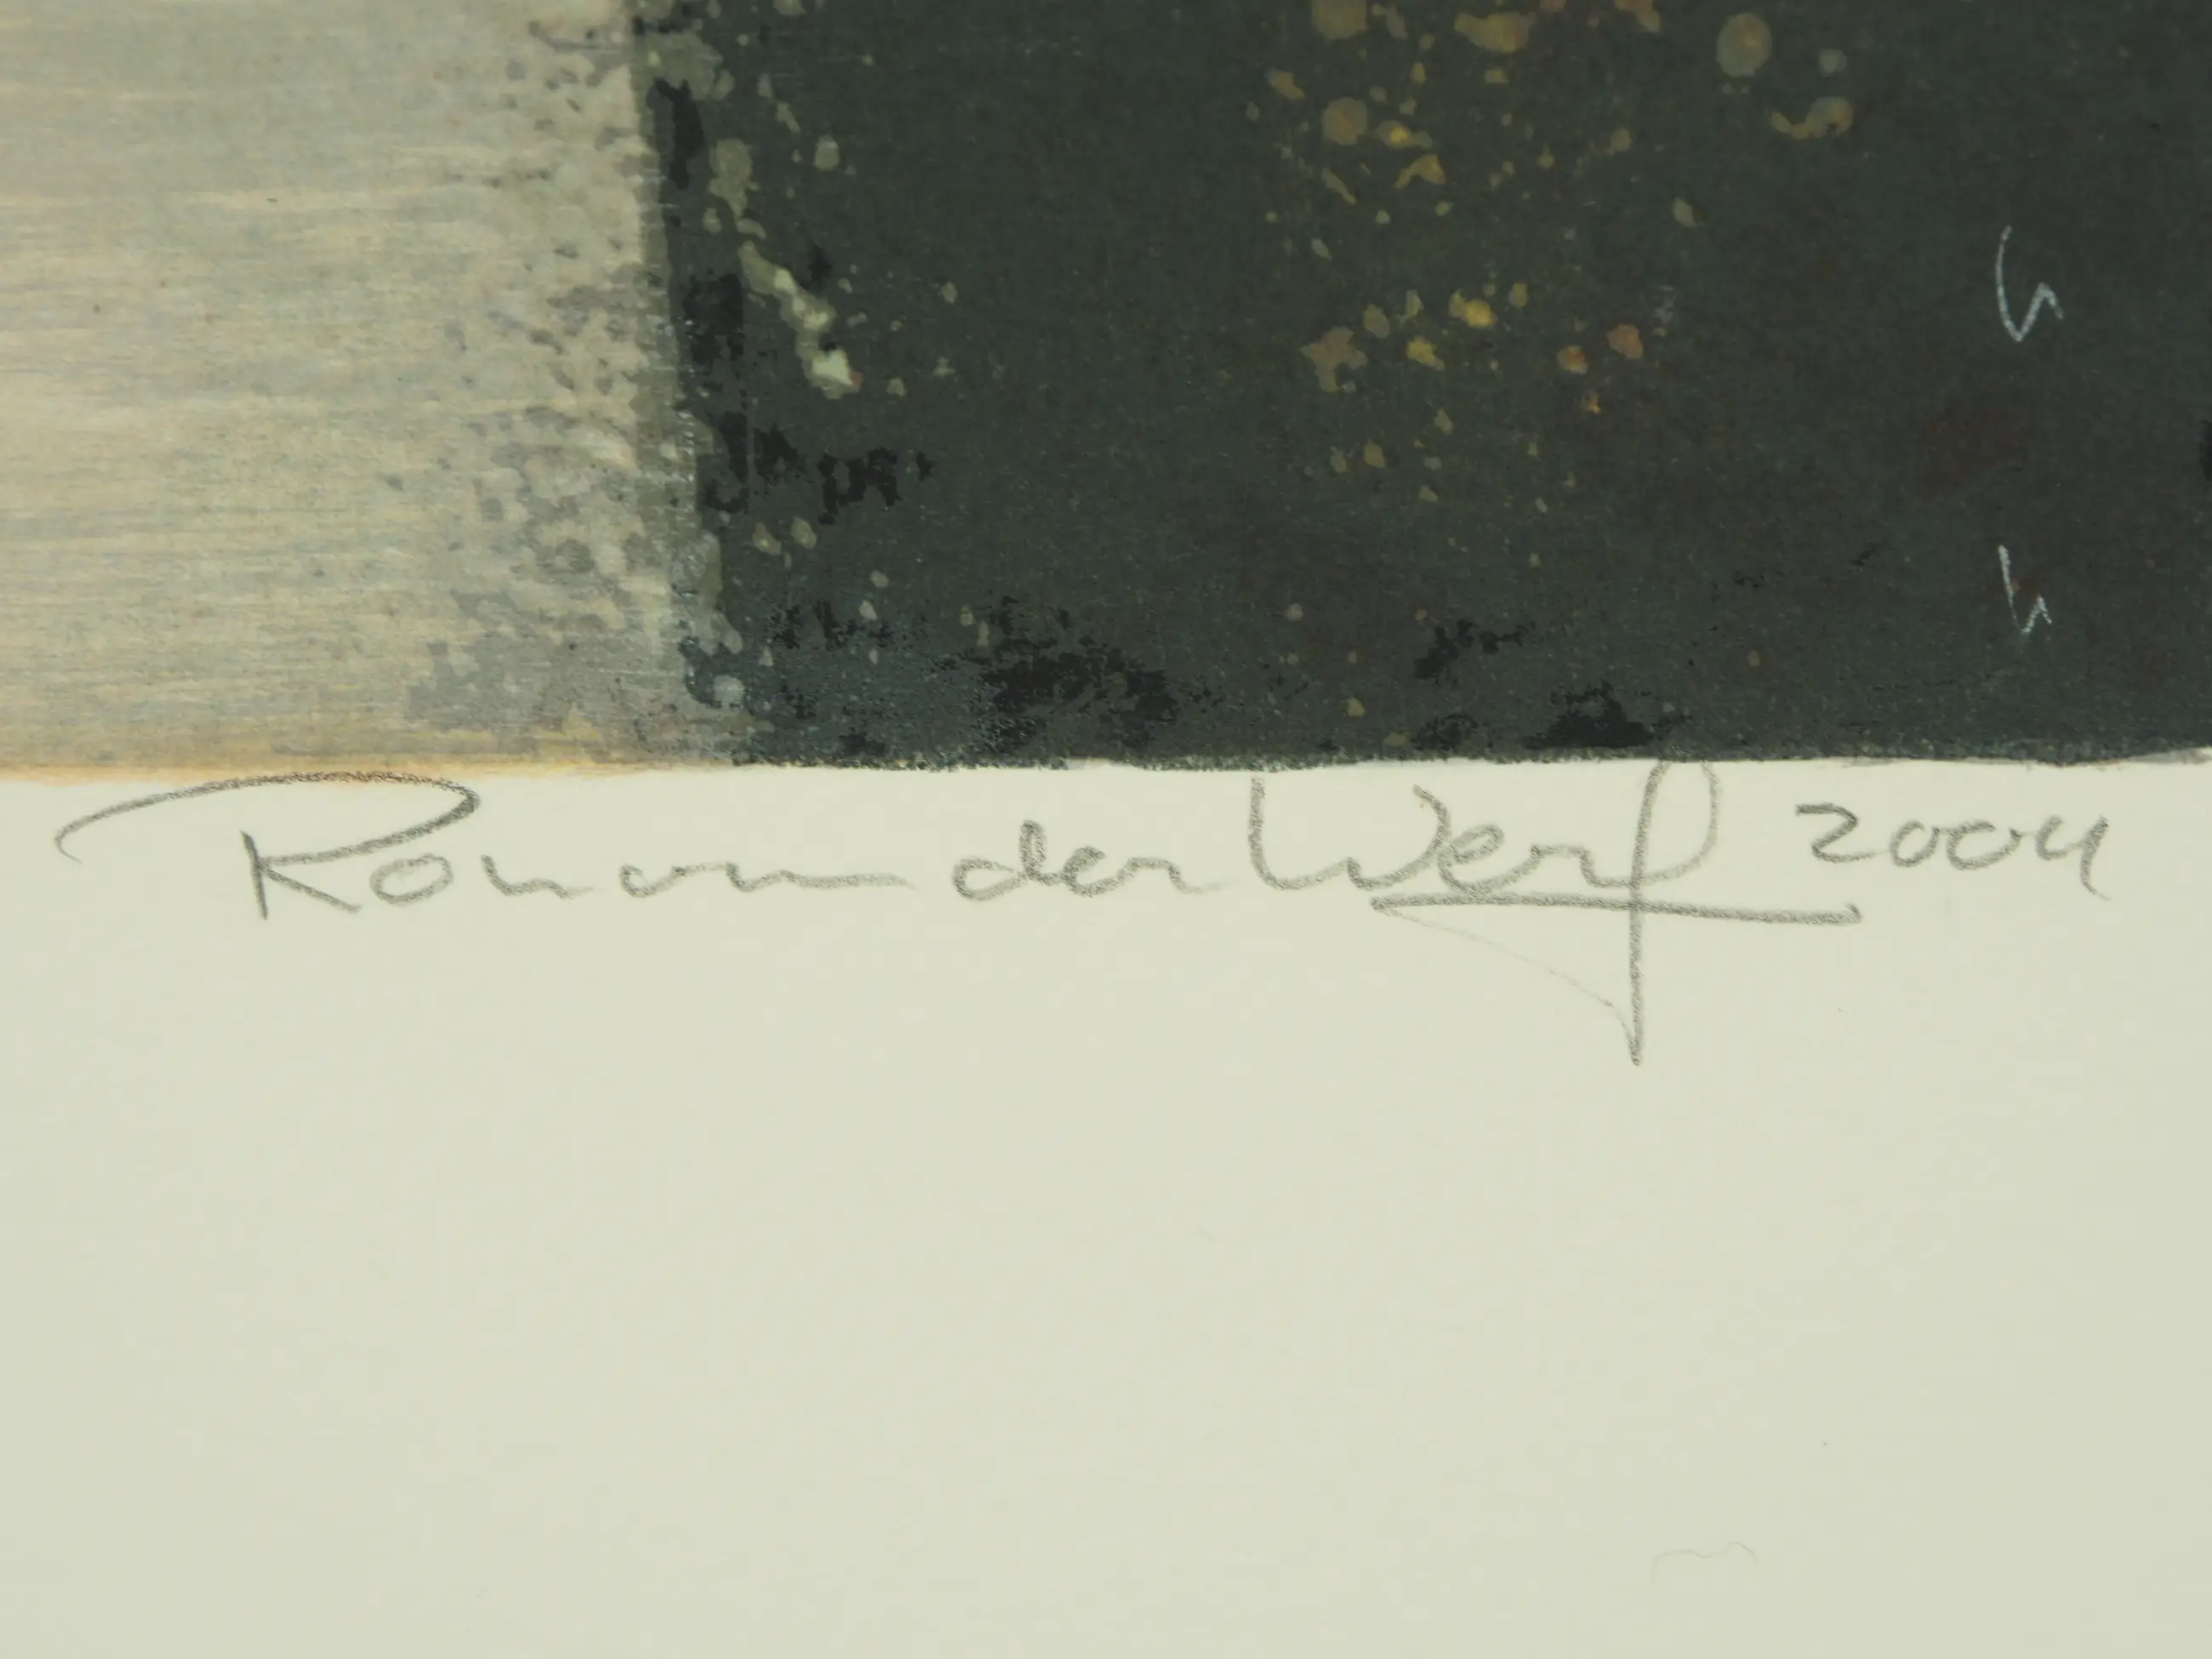 Ron van der Werf 2004